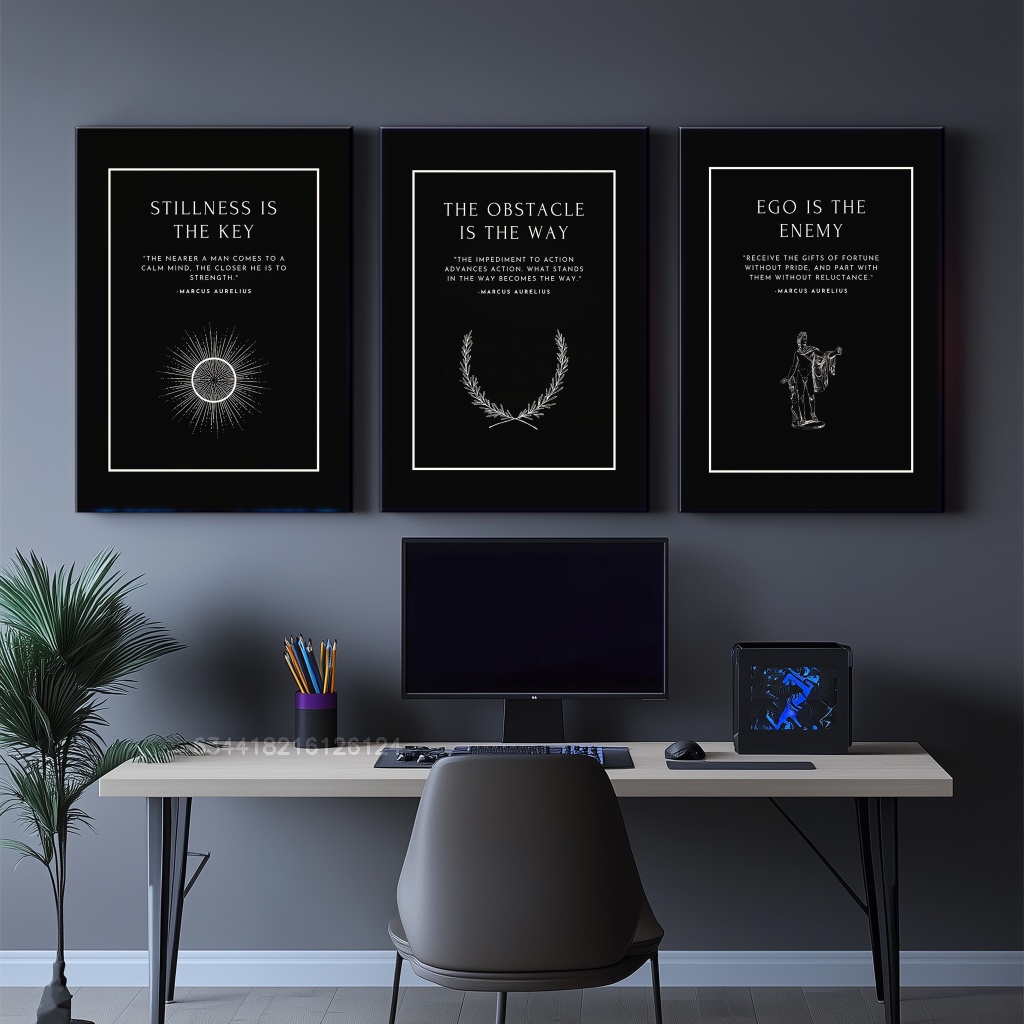 STILLNESS IS
THE KEY
"THE NEARER A MAN COMES TO A
CALM MIND, THE CLOSER HE IS TO
STRENGTH."
-MARCUS AURELIUS
THE OBSTACLE
IS THE WAY
"THE IMPEDIMENT TO ACTION
ADVANCES ACTION. WHAT STANDS
IN THE WAY BECOMES THE WAY."
-MARCUS AURELIUS
EGO IS THE
ENEMY
"RECEIVE THE GIFTS OF FORTUNE
WITHOUT PRIDE, AND PART WITH
THEM WITHOUT RELUCTANCE."
-MARCUS AURELIUS
634418216126124